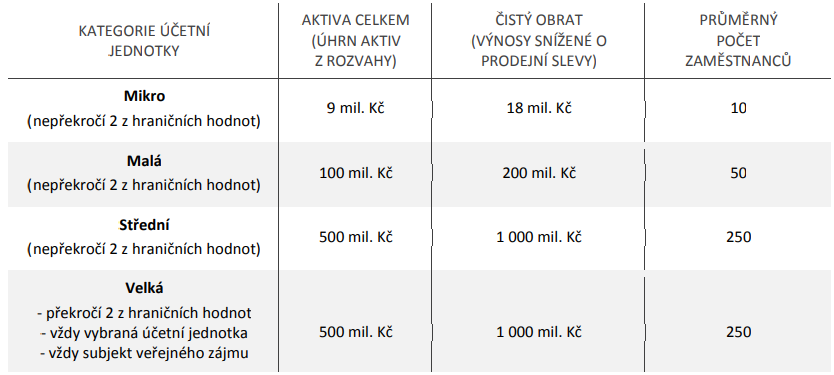 KATEGORIE ÚČETNÍ
JEDNOTKY
AKTIVA CELKEM
(ÚHRN AKTIV
Z ROZVAHY)
ČISTÝ OBRAT
(VÝNOSY SNÍŽENÉ O
PRODEJNÍ SLEVY)
PRŮMĚRNÝ
POČET
ZAMĚSTNANCŮ
Mikro
(nepřekročí 2 z hraničních hodnot)
9 mil. Kč
18 mil. Kč
10
Malá
(nepřekročí 2 z hraničních hodnot)
100 mil. Kč
200 mil. Kč
50
Střední
(nepřekročí 2 z hraničních hodnot)
500 mil. Kč
1 000 mil. Kč
250
Velká
- překročí 2 z hraničních hodnot
- vždy vybraná účetní jednotka
- vždy subjekt veřejného zájmu
500 mil. Kč
1 000 mil. Kč
250